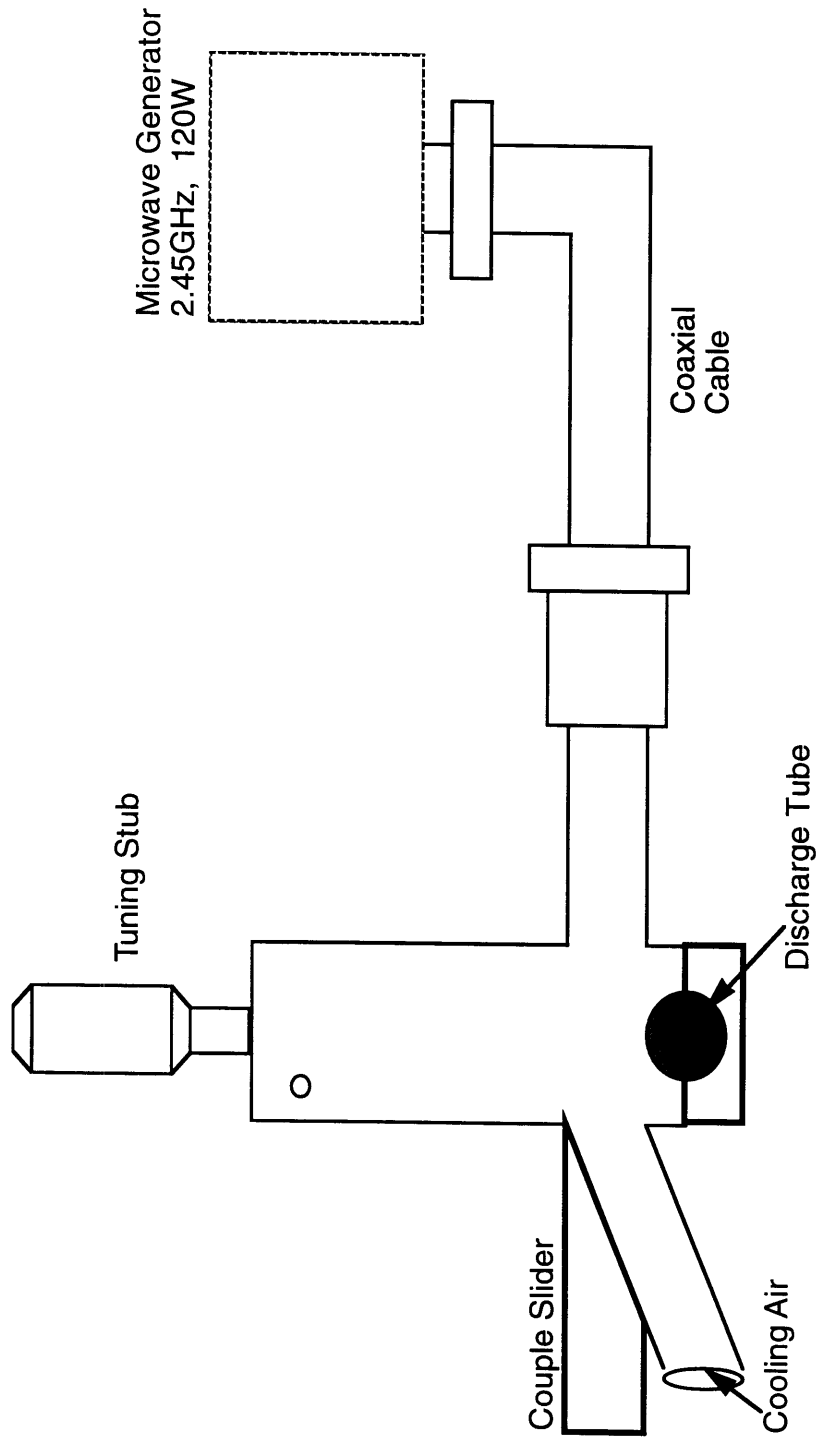 Microwave Generator
2.45GHz, 120W
Coaxial
Cable
Tuning Stub
Discharge Tube
Couple Slider
Cooling Air